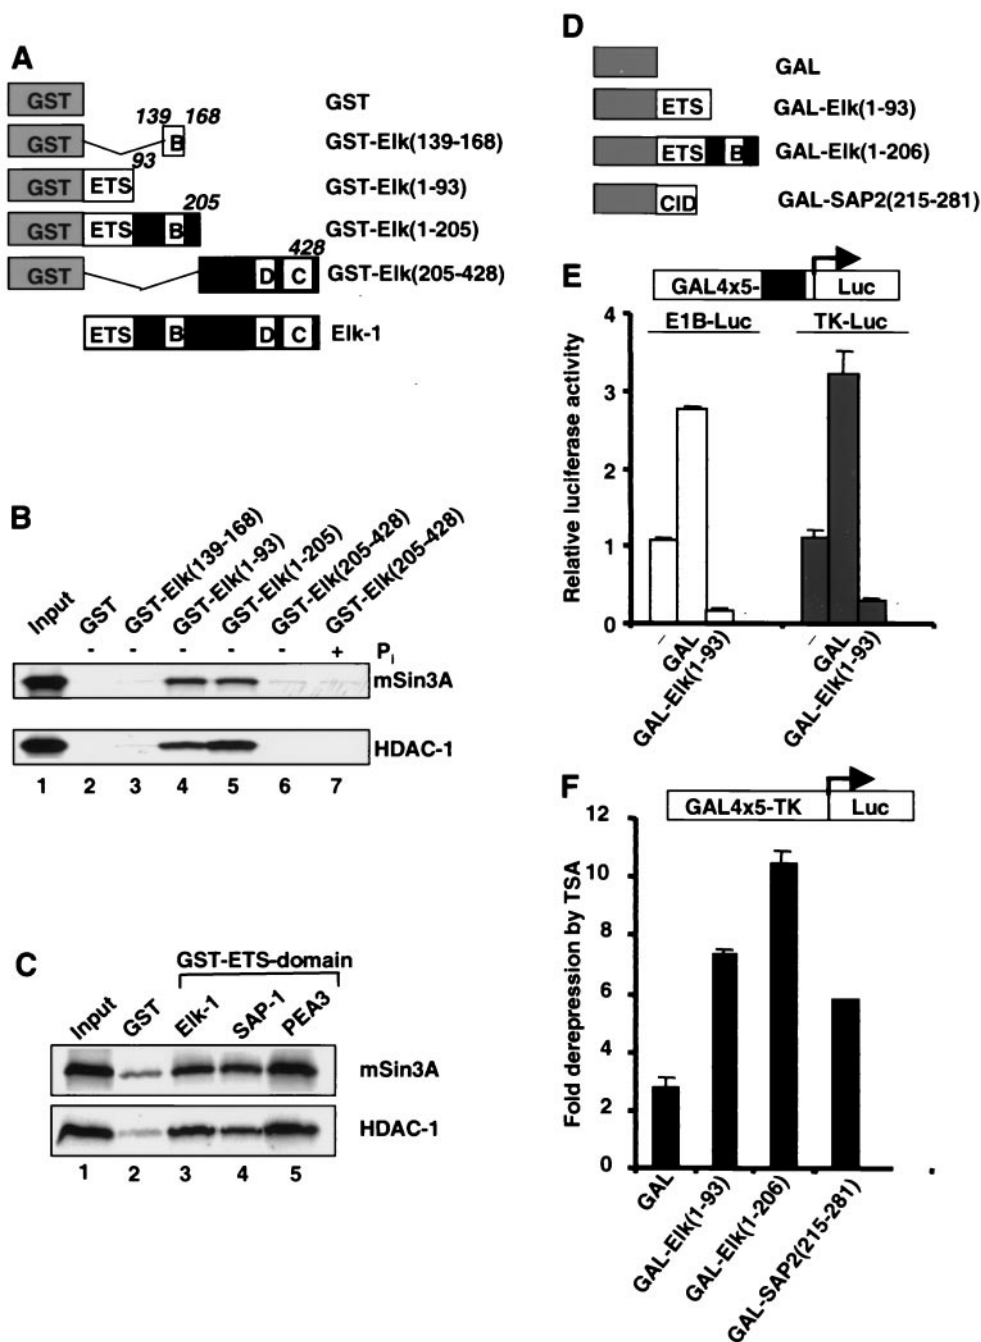 A
GST
GST
139
168
B
GST-Elk(139-168)
93
GST
ETS
GST-Elk(1-93)
205
GST
ETS
B
GST-Elk(1-205)
428
GST
D
C
GST-Elk(205-428)
ETS
B
D
C
Elk-1
B
Input
GST
GST-Elk(139-168)
GST-Elk(1-93)
GST-Elk(1-205)
GST-Elk(205-428)
GST-Elk(205-428)
- - - - - + Pi
mSin3A
HDAC-1
1 2 3 4 5 6 7
C
GST-ETS-domain
Input
GST
Elk-1
SAP-1
PEA3
mSin3A
HDAC-1
1 2 3 4 5
D
GAL
ETS
GAL-Elk(1-93)
ETS
B
GAL-Elk(1-206)
CID
GAL-SAP2(215-281)
E
GAL4x5-
Luc
E1B-Luc
TK-Luc
Relative luciferase activity
4
3
2
1
0
-
GAL
GAL-Elk(1-93)
-
GAL
GAL-Elk(1-93)
F
GAL4x5-TK
Luc
Fold derepression by TSA
12
10
8
6
4
2
0
GAL
GAL-Elk(1-93)
GAL-Elk(1-206)
GAL-SAP2(215-281)